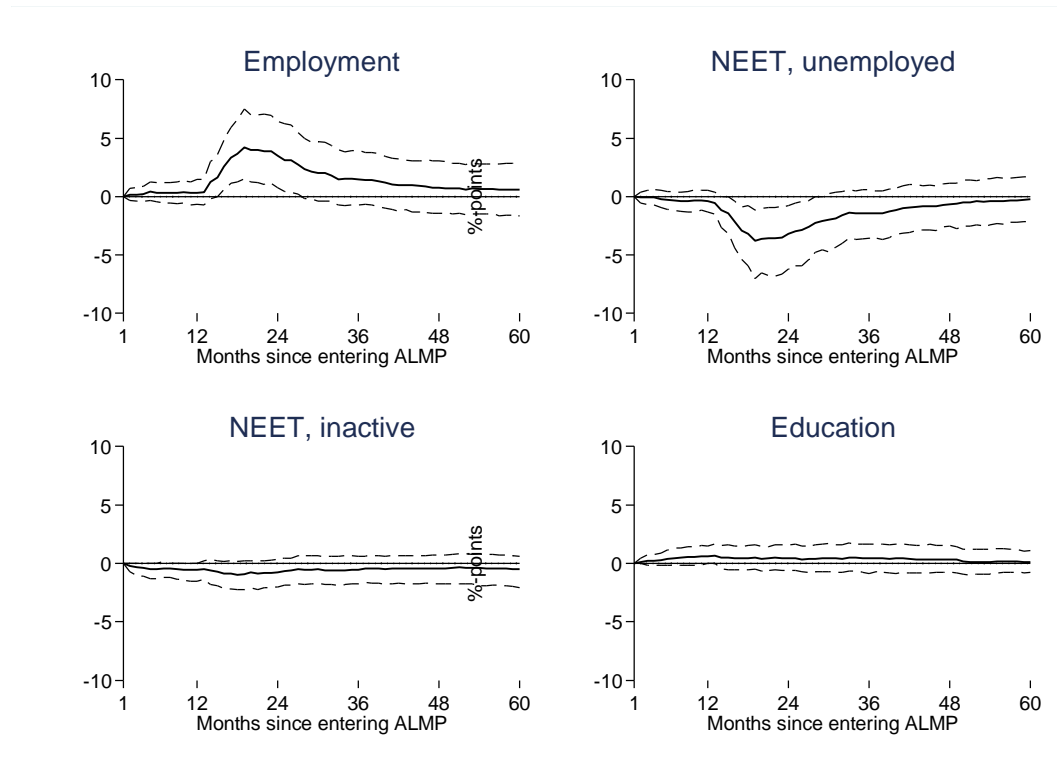 Employment
10
5
0
-5
-10
1 12 24 36 48 60
Months since entering ALMP
NEET, unemployed
%-points
10
5
0
-5
-10
1 12 24 36 48 60
Months since entering ALMP
NEET, inactive
10
5
0
-5
-10
1 12 24 36 48 60
Months since entering ALMP
Education
%-points
10
5
0
-5
-10
1 12 24 36 48 60
Months since entering ALMP